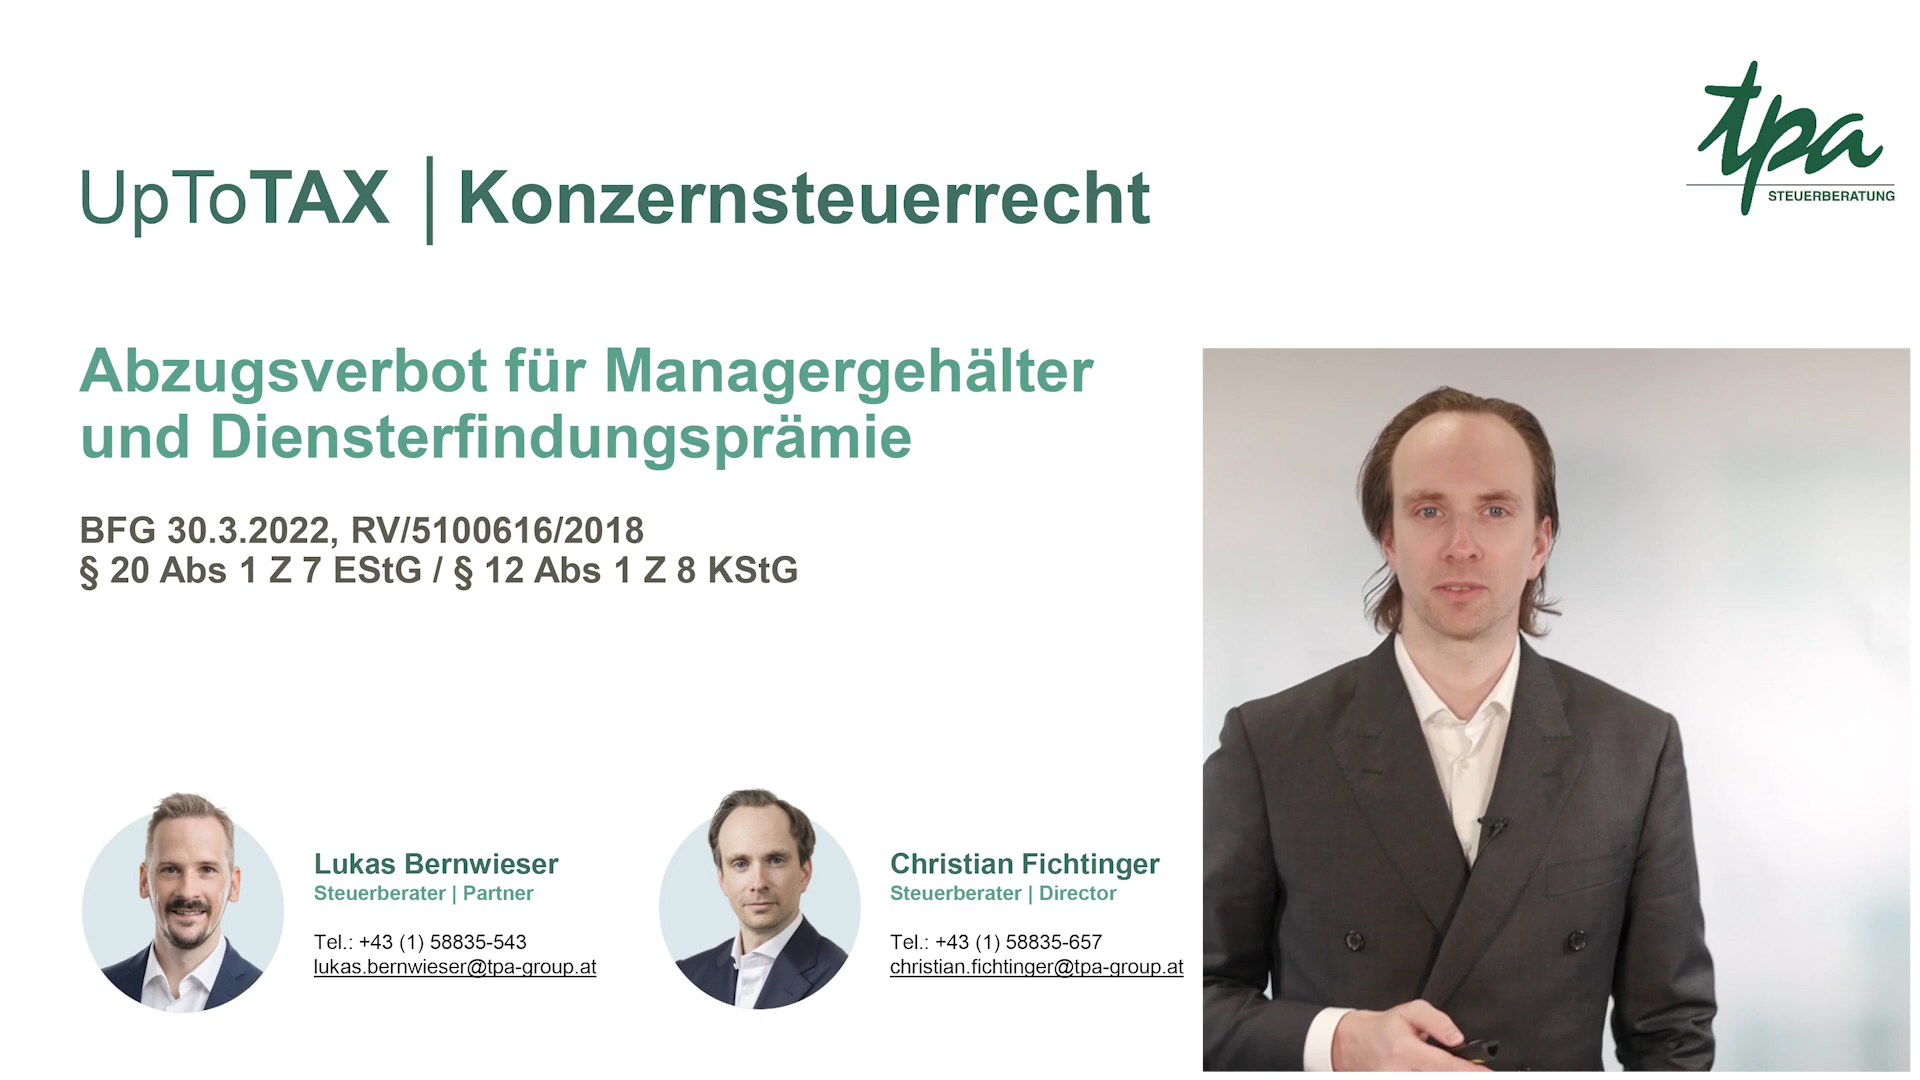 tpa
STEUERBERATUNG
UpToTAX | Konzernsteuerrecht
Abzugsverbot für Managergehälter
und Diensterfindungsprämie
BFG 30.3.2022, RV/5100616/2018
§ 20 Abs 1 Z 7 EStG / § 12 Abs 1 Z 8 KStG
Lukas Bernwieser
Steuerberater | Partner
Tel.: +43 (1) 58835-543
lukas.bernwieser@tpa-group.at
Christian Fichtinger
Steuerberater | Director
Tel.: +43 (1) 58835-657
christian.fichtinger@tpa-group.at